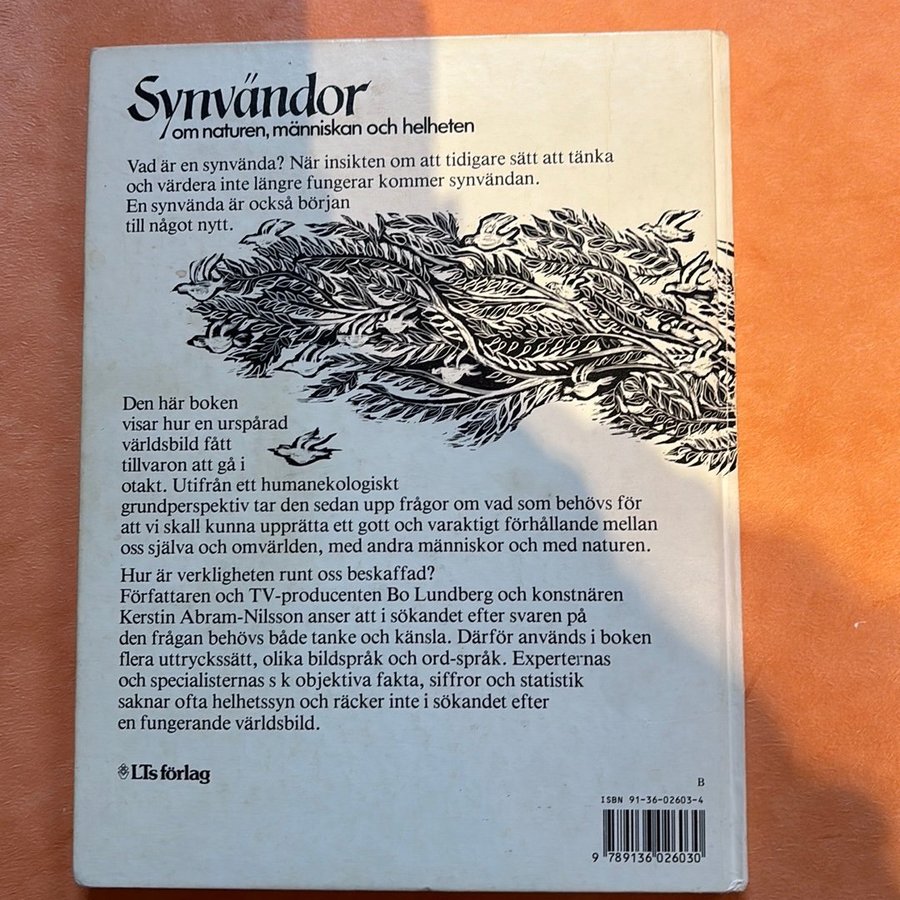 Synvändor
om naturen, människan och helheten
Vad är en synvända? När insikten om att tidigare sätt att tänka
och värdera inte längre fungerar kommer synvändan.
En synvända är också början
till något nytt.
Den här boken
visar hur en urspårad
världsbild fått
tillvaron att gå i
otakt. Utifrån ett humanekologiskt
grundperspektiv tar den sedan upp frågor om vad som behövs för
att vi skall kunna upprätta ett gott och varaktigt förhållande mellan
oss själva och omvärlden, med andra människor och med naturen.
Hur är verkligheten runt oss beskaffad?
Författaren och TV-producenten Bo Lundberg och konstnären
Kerstin Abram-Nilsson anser att i sökandet efter svaren på
den frågan behövs både tanke och känsla. Därför används i boken
flera uttryckssätt, olika bildspråk och ord-språk. Experternas
och specialisternas s k objektiva fakta, siffror och statistik
saknar ofta helhetssyn och räcker inte i sökandet efter
en fungerande världsbild.
LTs förlag
B
ISBN 91-36-02603-4
9 789136 026030